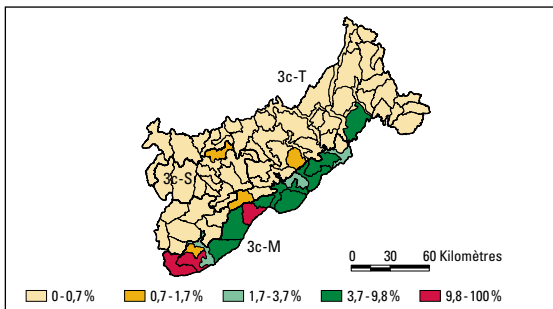 3c-T
3c-S
3c-M
0 30 60 Kilomètres
0 - 0,7 % 0,7 - 1,7 % 1,7 - 3,7 % 3,7 - 9,8 % 9,8 - 100 %